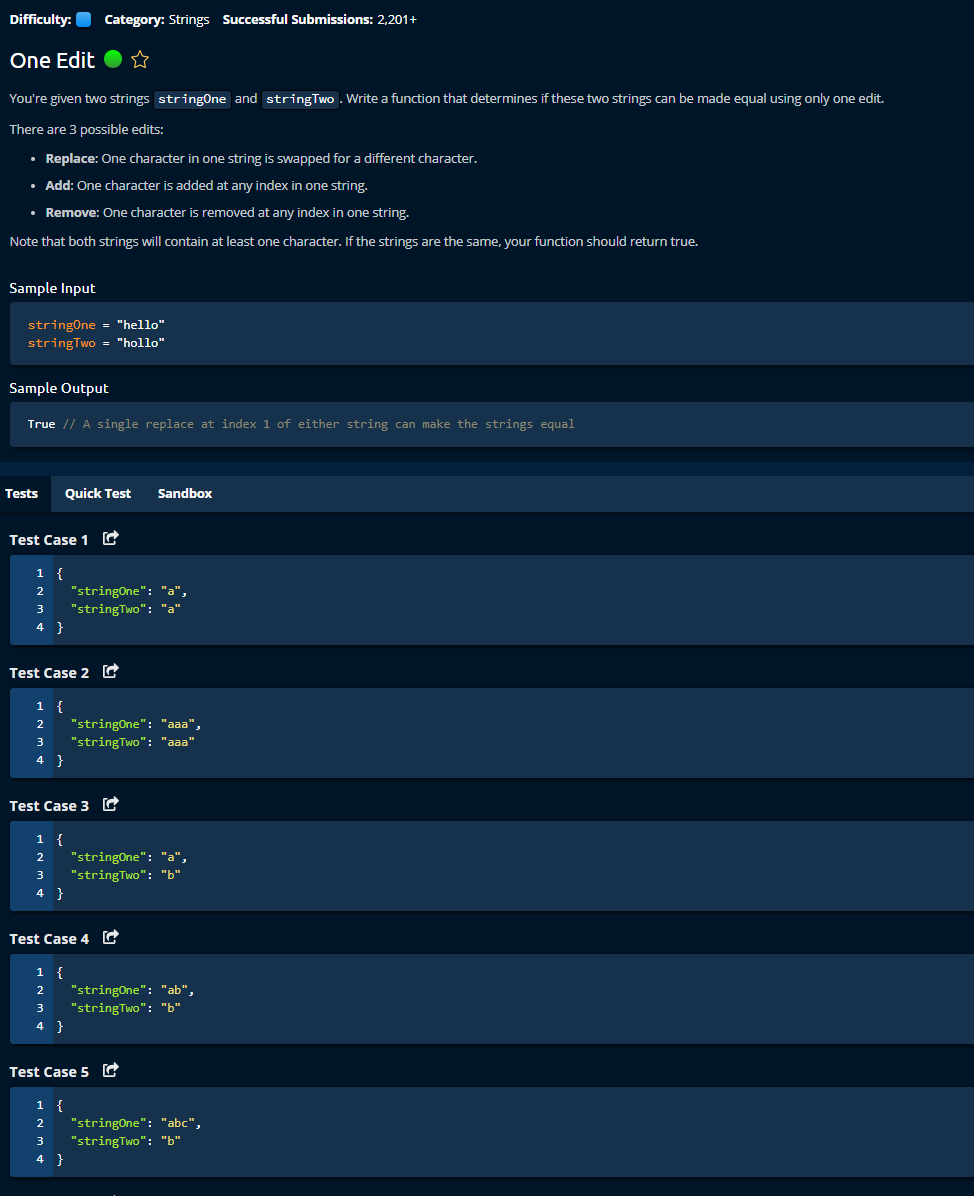 Difficulty: Category: Strings Successful Submissions: 2,201+
One Edit
You're given two strings stringOne and stringTwo. Write a function that determines if these two strings can be made equal using only one edit.
There are 3 possible edits:
• Replace: One character in one string is swapped for a different character.
• Add: One character is added at any index in one string.
• Remove: One character is removed at any index in one string.
Note that both strings will contain at least one character. If the strings are the same, your function should return true.
Sample Input
stringOne = "hello"
stringTwo = "hollo"
Sample Output
True // A single replace at index 1 of either string can make the strings equal
Tests Quick Test Sandbox
Test Case 1
1 {
2 "stringOne": "a",
3 "stringTwo": "a"
4 }
Test Case 2
1 {
2 "stringOne": "aaa",
3 "stringTwo": "aaa"
4 }
Test Case 3
1 {
2 "stringOne": "a",
3 "stringTwo": "b"
4 }
Test Case 4
1 {
2 "stringOne": "ab",
3 "stringTwo": "b"
4 }
Test Case 5
1 {
2 "stringOne": "abc",
3 "stringTwo": "b"
4 }